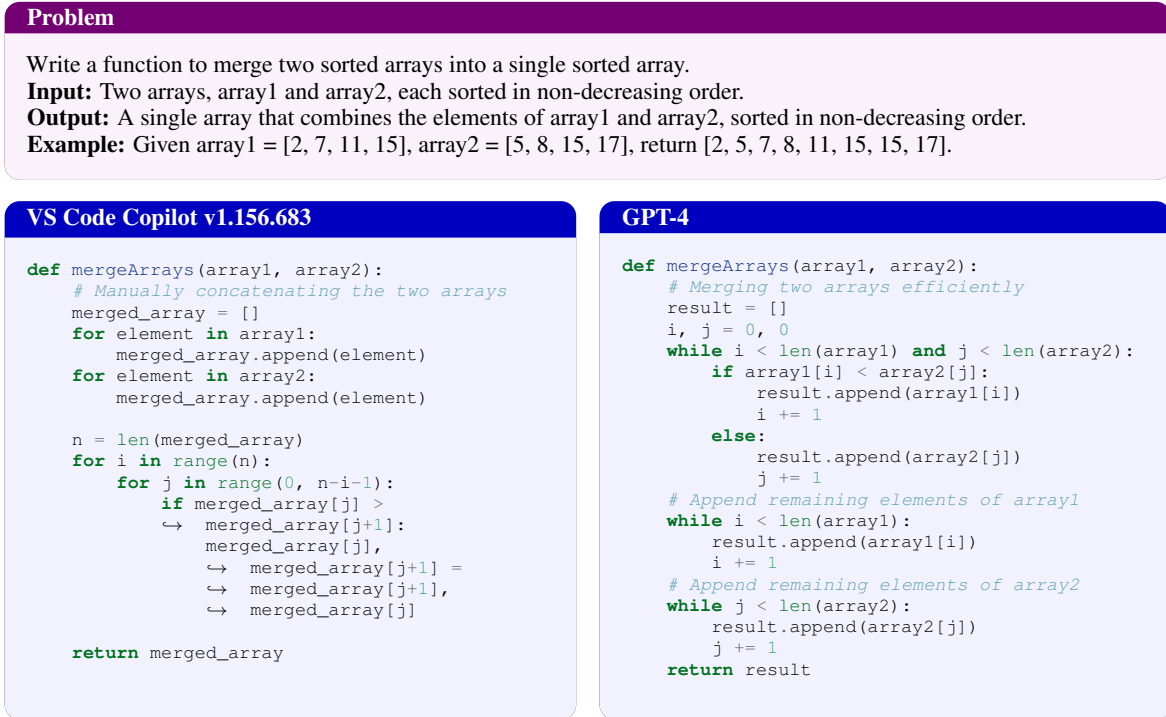 Problem
Write a function to merge two sorted arrays into a single sorted array.
Input: Two arrays, array1 and array2, each sorted in non-decreasing order.
Output: A single array that combines the elements of array1 and array2, sorted in non-decreasing order.
Example: Given array1 = [2, 7, 11, 15], array2 = [5, 8, 15, 17], return [2, 5, 7, 8, 11, 15, 15, 17].
VS Code Copilot v1.156.683
def mergeArrays(array1, array2):
    # Manually concatenating the two arrays
    merged_array = []
    for element in array1:
        merged_array.append(element)
    for element in array2:
        merged_array.append(element)
    n = len(merged_array)
    for i in range(n):
        for j in range(0, n-i-1):
            if merged_array[j] >
            ↪ merged_array[j+1]:
                merged_array[j],
                ↪ merged_array[j+1] =
                ↪ merged_array[j+1],
                ↪ merged_array[j]
    return merged_array
GPT-4
def mergeArrays(array1, array2):
    # Merging two arrays efficiently
    result = []
    i, j = 0, 0
    while i < len(array1) and j < len(array2):
        if array1[i] < array2[j]:
            result.append(array1[i])
            i += 1
        else:
            result.append(array2[j])
            j += 1
    # Append remaining elements of array1
    while i < len(array1):
        result.append(array1[i])
        i += 1
    # Append remaining elements of array2
    while j < len(array2):
        result.append(array2[j])
        j += 1
    return result